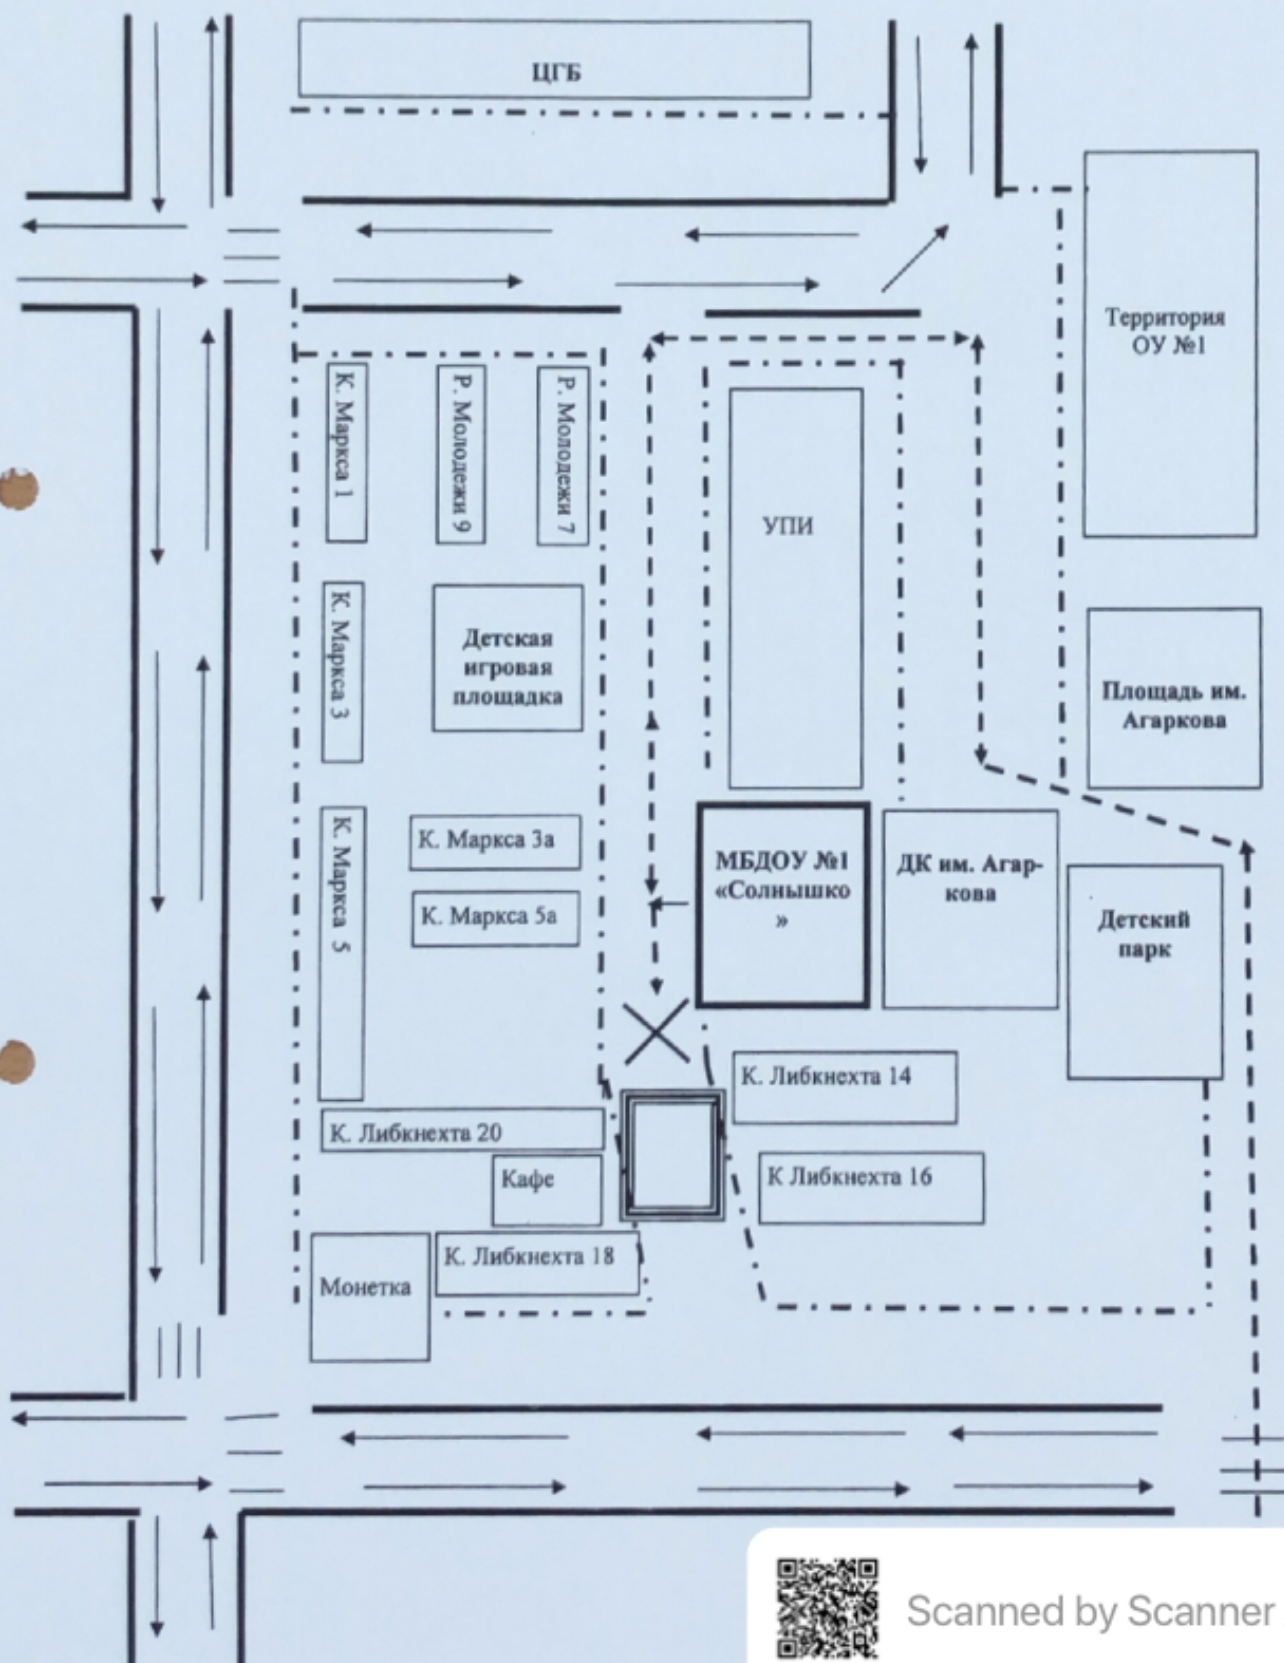 ЦГБ
Территория
ОУ №1
К. Маркса 1
Р. Молодежи 9
Р. Молодежи 7
УПИ
К. Маркса 3
Детская
игровая
площадка
Площадь им.
Агаркова
К. Маркса 5
К. Маркса 3а
К. Маркса 5а
МБДОУ №1
«Солнышко
»
ДК им. Агар-
кова
Детский
парк
К. Либкнехта 14
К. Либкнехта 20
Кафе
К Либкнехта 16
К. Либкнехта 18
Монетка
Scanned by Scanner